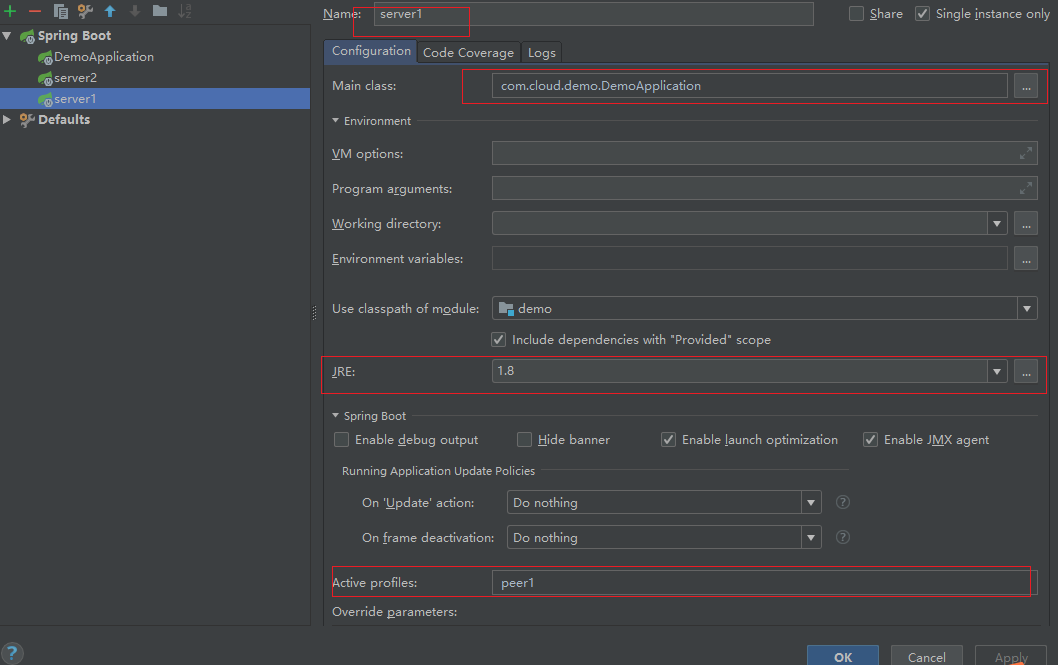 Name: server1 Share Single instance only
Spring Boot
DemoApplication
server2
server1
Defaults
Configuration Code Coverage Logs
Main class: com.cloud.demo.DemoApplication ...
Environment
VM options:
Program arguments:
Working directory: ...
Environment variables: ...
Use classpath of module: demo
Include dependencies with "Provided" scope
JRE: 1.8 ...
Spring Boot
Enable debug output Hide banner Enable launch optimization Enable JMX agent
Running Application Update Policies
On 'Update' action: Do nothing ?
On frame deactivation: Do nothing ?
Active profiles: peer1
Override parameters:
? OK Cancel Apply